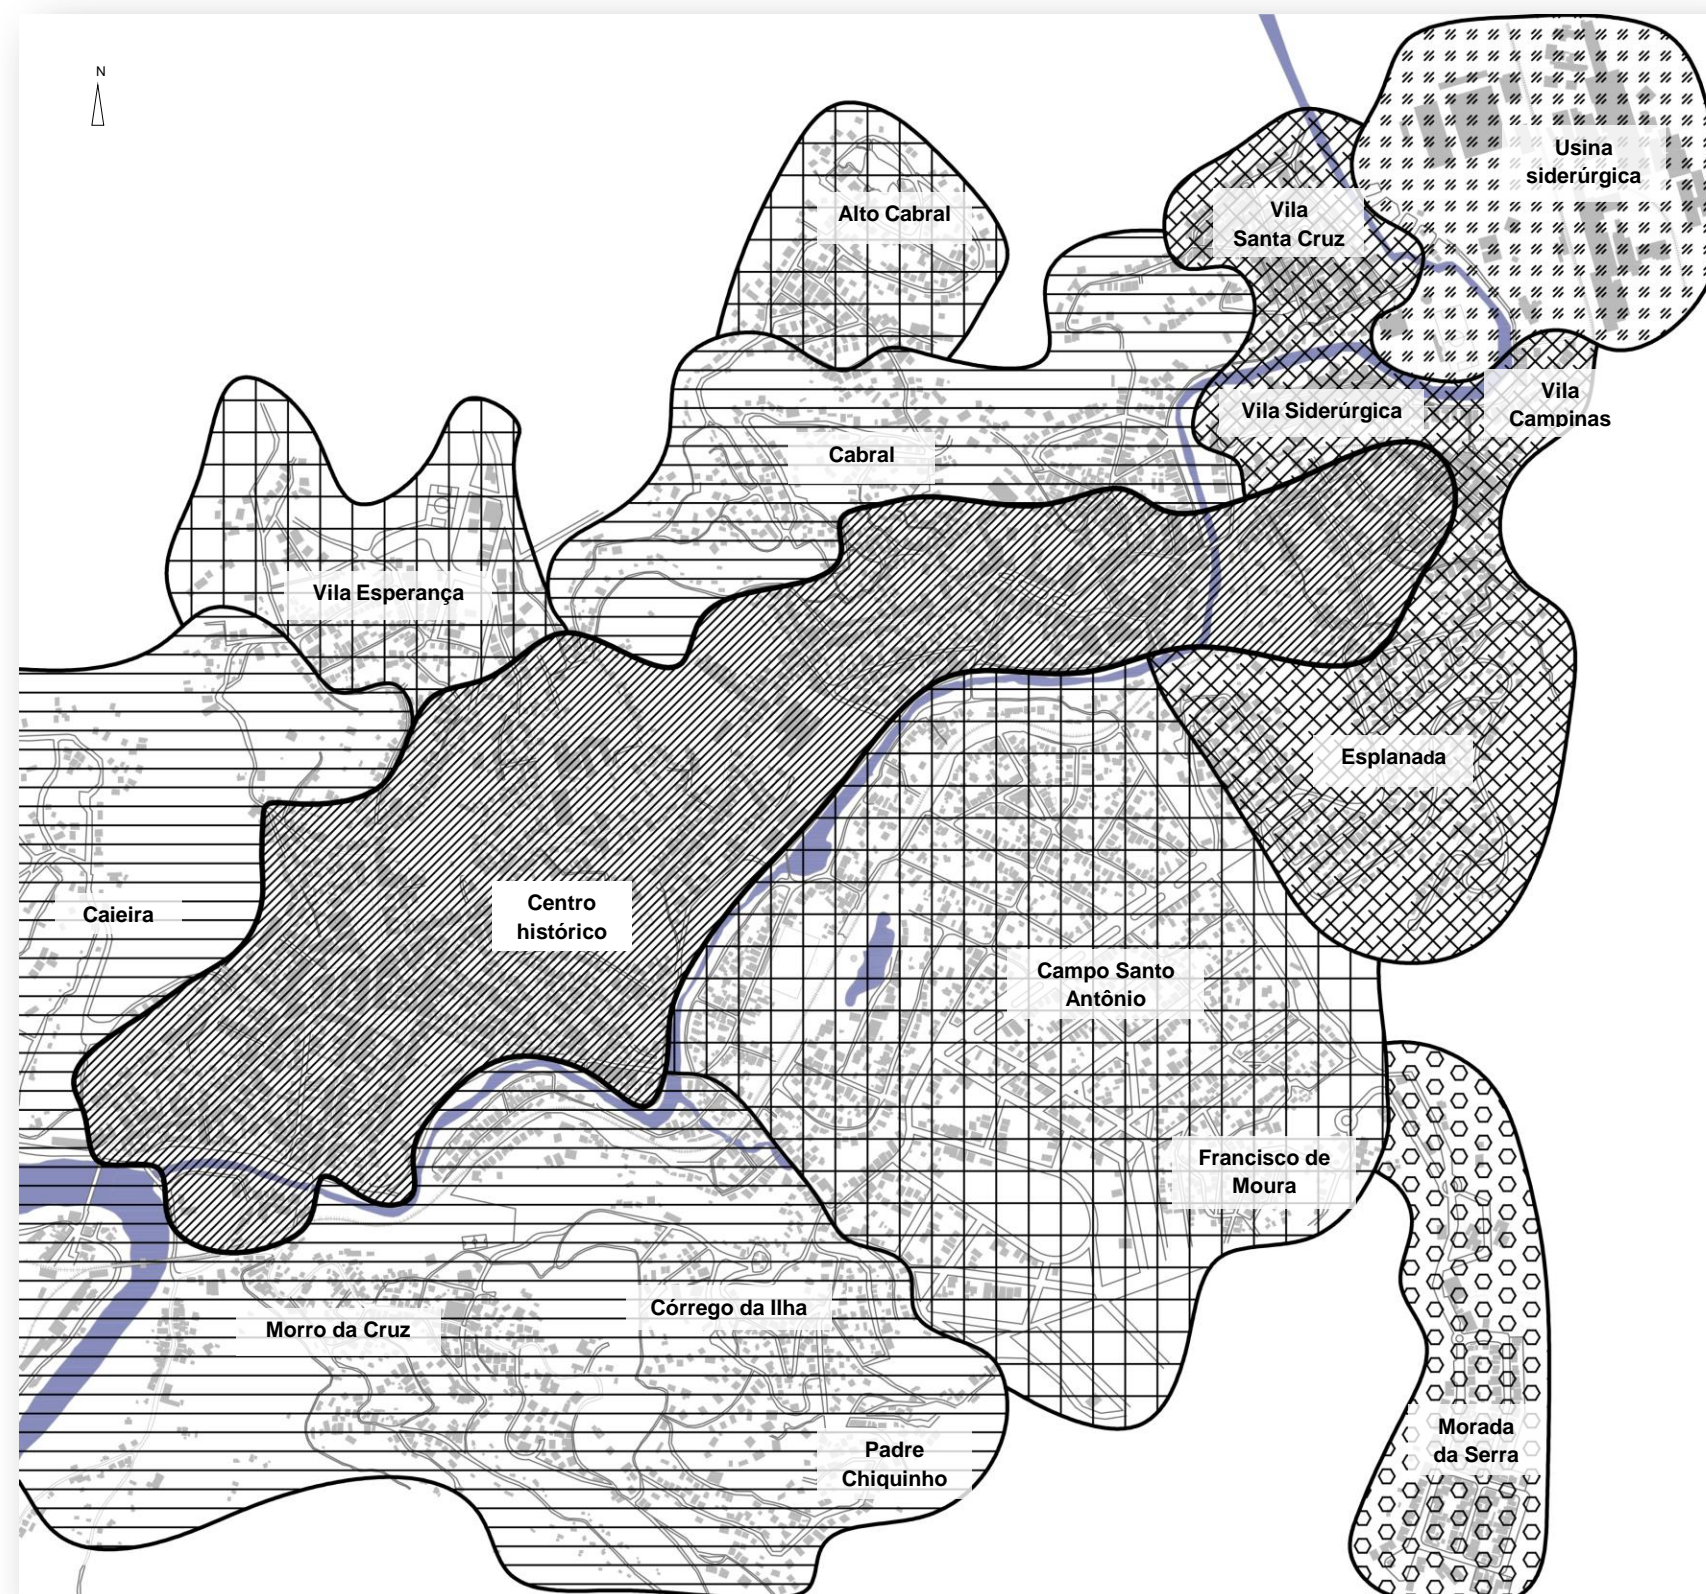 N
Usina
siderúrgica
Alto Cabral
Vila
Santa Cruz
Vila Siderúrgica
Vila
Campinas
Cabral
Vila Esperança
Esplanada
Caieira
Centro
histórico
Campo Santo
Antônio
Francisco de
Moura
Córrego da Ilha
Morro da Cruz
Padre
Chiquinho
Morada
da Serra